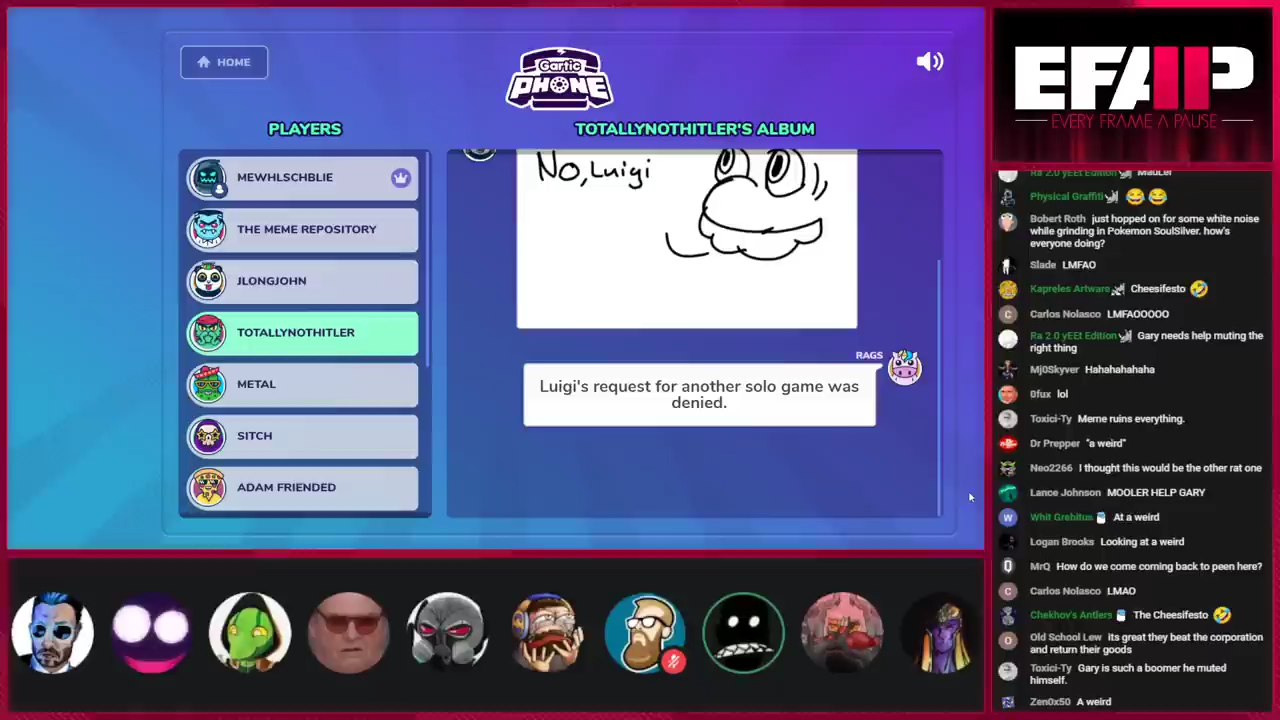 HOME
Gartic
PHONE
PLAYERS
MEWHLSCHBLIE
THE MEME REPOSITORY
JLONGJOHN
TOTALLYNOTHITLER
METAL
SITCH
ADAM FRIENDED
TOTALLYNOTHITLER'S ALBUM
No, Luigi
RAGS
Luigi's request for another solo game was
denied.
EFAP
EVERY FRAME A PAUSE
Ra 2.0 yEEt Edition MauLer
Physical Graffiti
Bobert Roth just hopped on for some white noise
while grinding in Pokemon SoulSilver. how's
everyone doing?
Slade LMFAO
Kapreles Artware Cheesifesto
Carlos Nolasco LMFAOOOOO
Ra 2.0 yEEt Edition Gary needs help muting the
right thing
Mj0Skyver Hahahahahaha
0fux lol
Toxici-Ty Meme ruins everything.
Dr Prepper "a weird"
Neo2266 I thought this would be the other rat one
Lance Johnson MOOLER HELP GARY
Whit Grebitus At a weird
Logan Brooks Looking at a weird
MrQ How do we come coming back to peen here?
Carlos Nolasco LMAO
Chekhov's Antlers The Cheesifesto
Old School Lew its great they beat the corporation
and return their goods
Toxici-Ty Gary is such a boomer he muted
himself.
Zen0x50 A weird